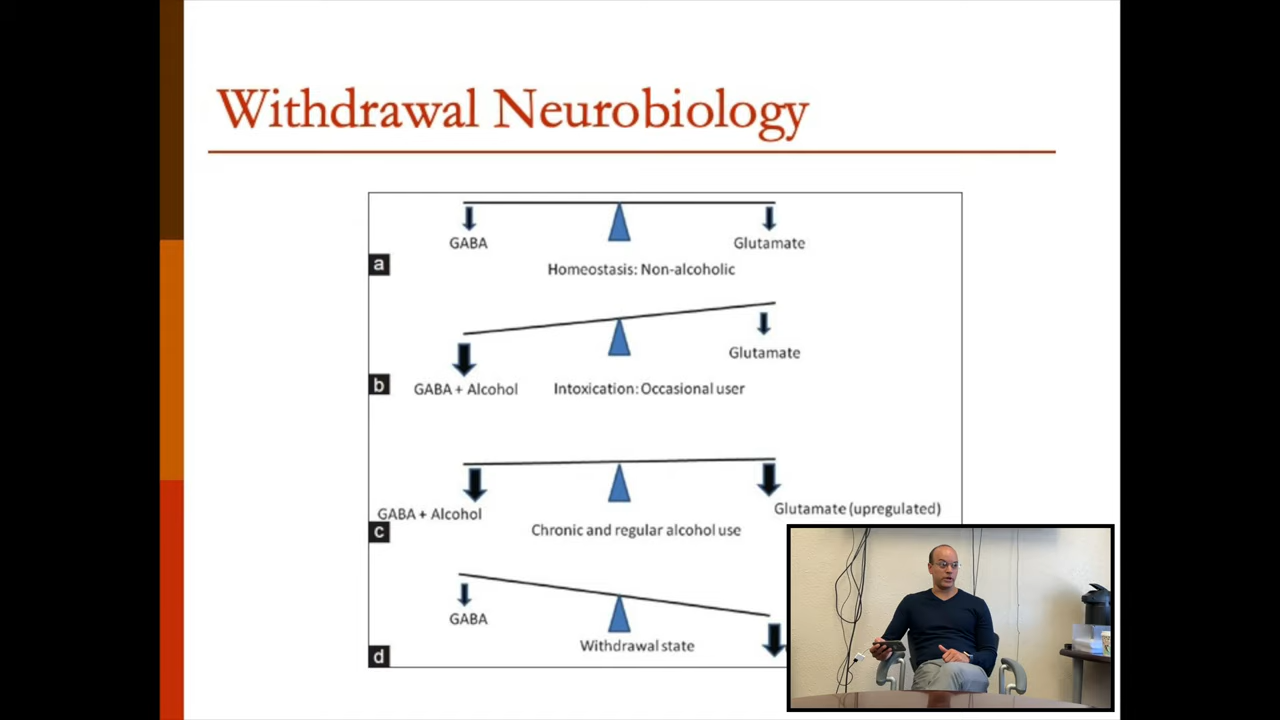 Withdrawal Neurobiology
GABA
Glutamate
Homeostasis: Non-alcoholic
a
Glutamate
GABA + Alcohol
Intoxication: Occasional user
b
GABA + Alcohol
Glutamate (upregulated)
Chronic and regular alcohol use
c
GABA
Withdrawal state
d